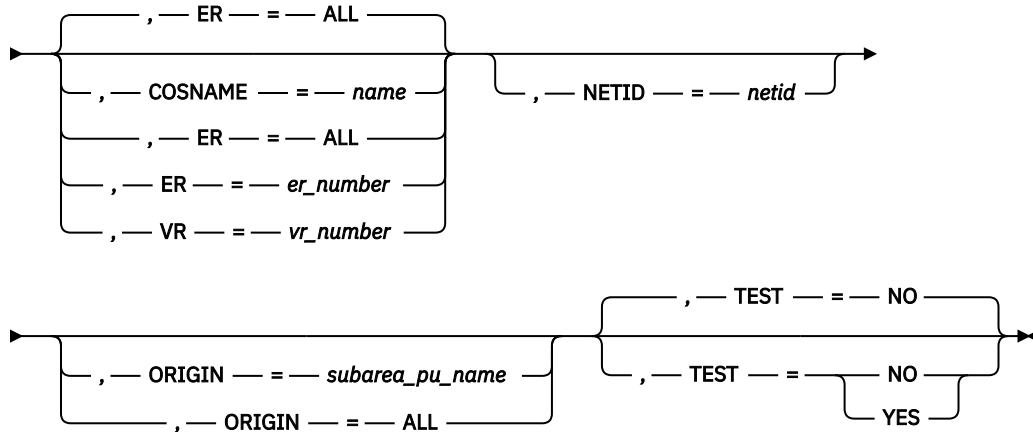 , ER = ALL
, COSNAME = name
, NETID = netid
, ER = ALL
, ER = er_number
, VR = vr_number
, TEST = NO
, ORIGIN = subarea_pu_name
, TEST = NO
, ORIGIN = ALL
YES